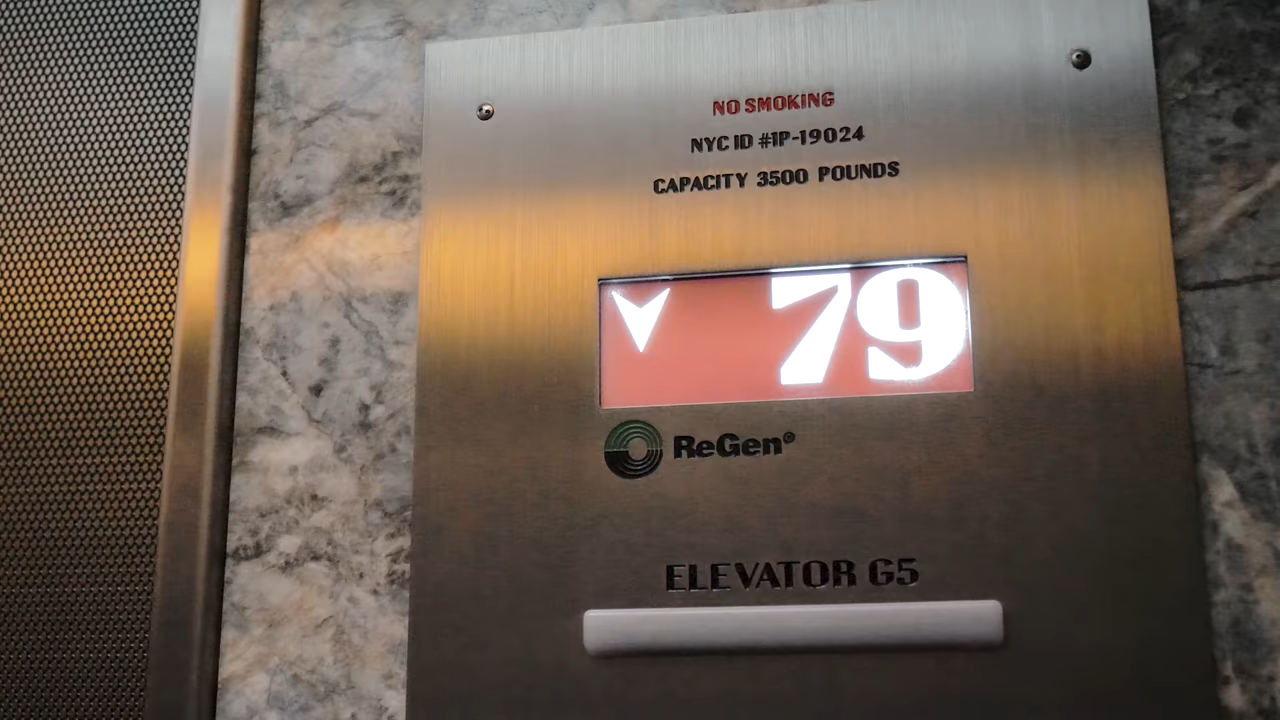 NO SMOKING
NYC ID #1P-19024
CAPACITY 3500 POUNDS
79
ReGen®
ELEVATOR G5